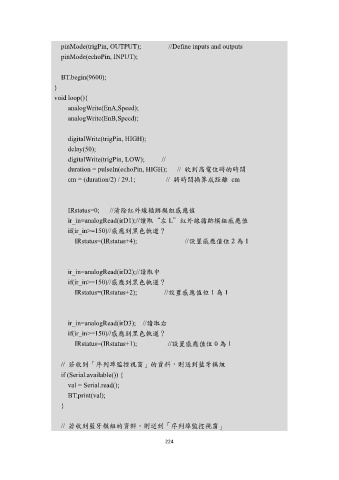 pinMode(trigPin, OUTPUT); //Define inputs and outputs
pinMode(echoPin, INPUT);
BT.begin(9600);
}
void loop(){
analogWrite(EnA,Speed);
analogWrite(EnB,Speed);
digitalWrite(trigPin, HIGH);
delay(50);
digitalWrite(trigPin, LOW); //
duration = pulseIn(echoPin, HIGH); // 收到高電位時的時間
cm = (duration/2) / 29.1; // 將時間換算成距離 cm
IRstatus=0; //清除紅外線循跡模組感應值
ir_in=analogRead(irD1);//讀取“左 L”紅外線循跡模組感應值
if(ir_in>=150)//感應到黑色軌道？
IRstatus=(IRstatus+4); //設置感應值位 2 為 1
ir_in=analogRead(irD2);//讀取中
if(ir_in>=150)//感應到黑色軌道？
IRstatus=(IRstatus+2); //設置感應值位 1 為 1
ir_in=analogRead(irD3); //讀取右
if(ir_in>=150)//感應到黑色軌道？
IRstatus=(IRstatus+1); //設置感應值位 0 為 1
// 若收到「序列埠監控視窗」的資料，則送到藍牙模組
if (Serial.available()) {
val = Serial.read();
BT.print(val);
}
// 若收到藍牙模組的資料，則送到「序列埠監控視窗」
224